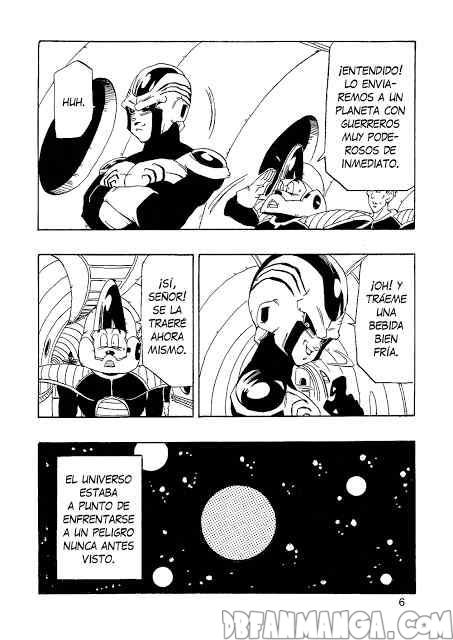 ¡ENTENDIDO!
LO ENVIA-
REMOS A UN
PLANETA CON
GUERREROS
MUY PODE-
ROSOS DE
INMEDIATO.
HUH.
¡SÍ,
SEÑOR!
SE LA
TRAERÉ
AHORA
MISMO.
¡OH! Y
TRÁEME
UNA
BEBIDA
BIEN
FRÍA.
EL UNIVERSO
ESTABA
A PUNTO DE
ENFRENTARSE
A UN PELIGRO
NUNCA ANTES
VISTO.
6
DBFANMANGA.COM